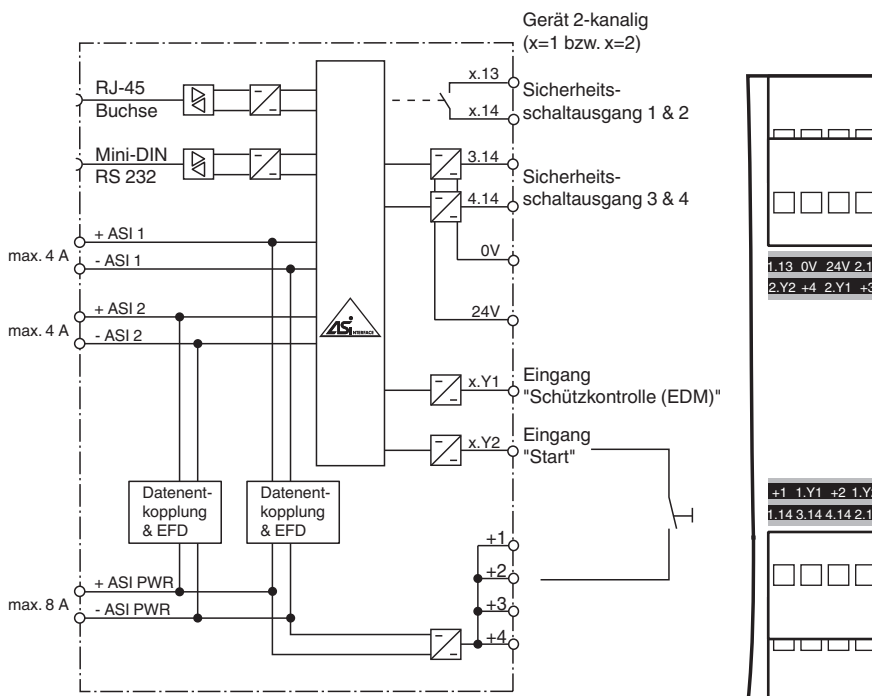 Gerät 2-kanalig
(x=1 bzw. x=2)
RJ-45
Buchse
x.13
x.14
Sicherheits-
schaltausgang 1 & 2
Mini-DIN
RS 232
3.14
4.14
Sicherheits-
schaltausgang 3 & 4
max. 4 A
+ ASI 1
- ASI 1
0V
max. 4 A
+ ASI 2
- ASI 2
24V
ASi
INTERFACE
x.Y1
Eingang
"Schützkontrolle (EDM)"
x.Y2
Eingang
"Start"
Datenent-
kopplung
& EFD
Datenent-
kopplung
& EFD
max. 8 A
+ ASI PWR
- ASI PWR
+1
+2
+3
+4
1.13 0V 24V 2.1
2.Y2 +4 2.Y1 +3
+1 1.Y1 +2 1.Y
1.14 3.14 4.14 2.1